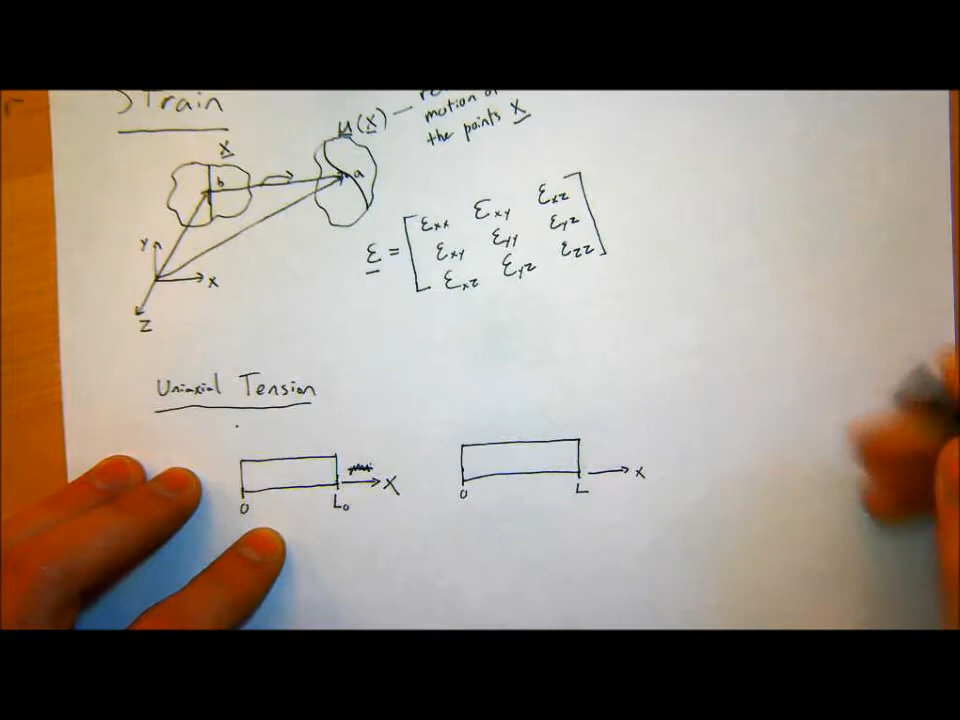 Strain
motion of
the points X
u(X) —
X
b
a
Y
X
Z
ε = [ εxx εxy εxz
εxy εyy εyz
εxz εyz εzz ]
Uniaxial Tension
0 L₀ X
0 L x